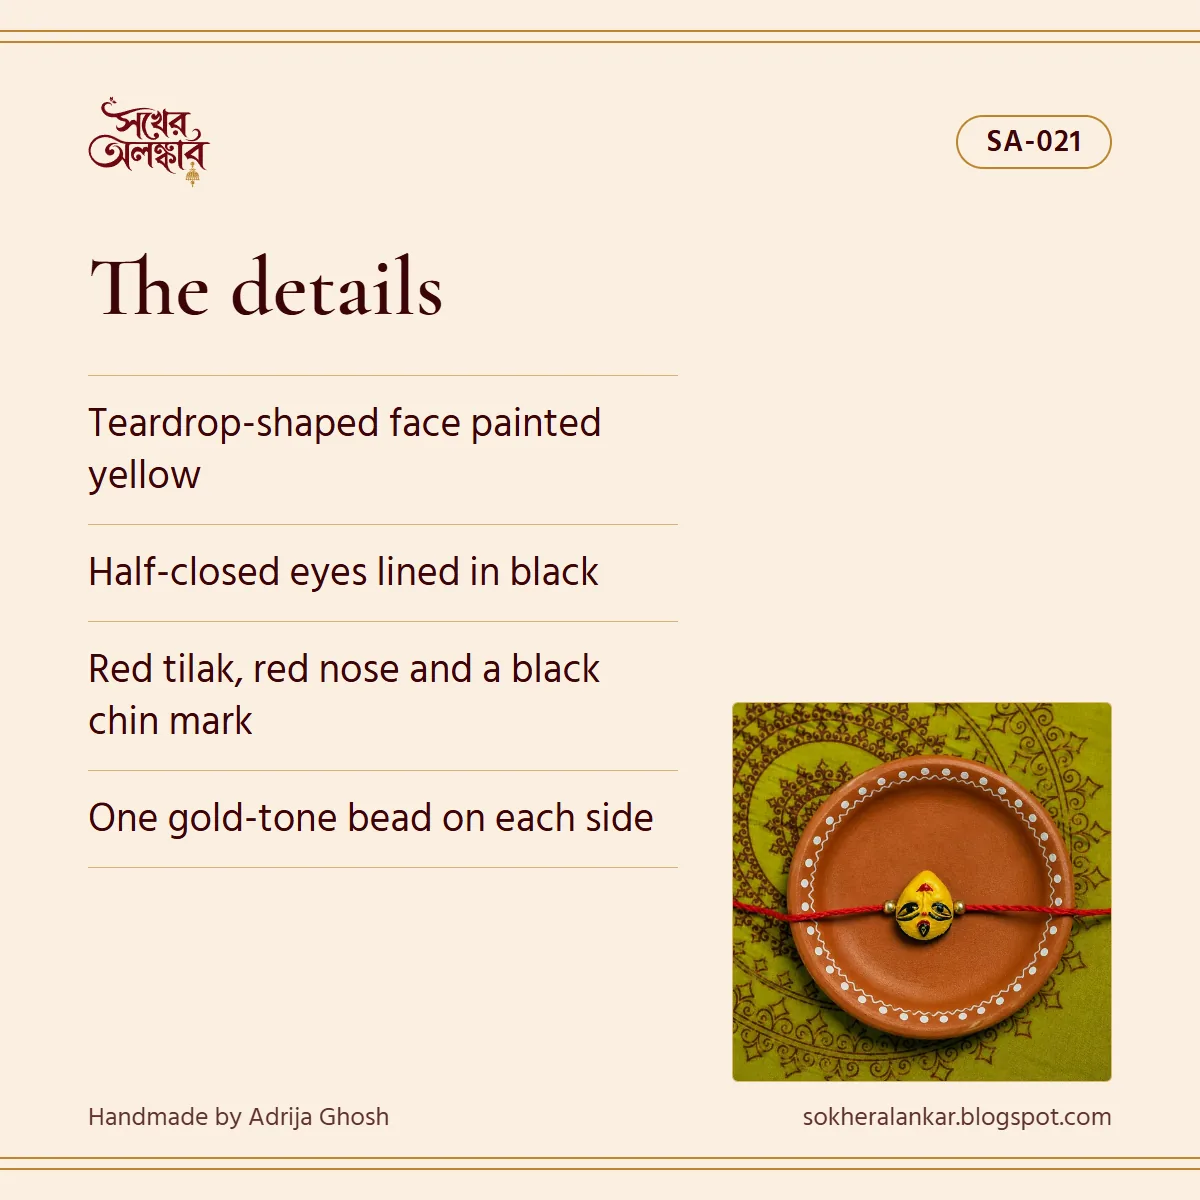 সখের
অলঙ্কার
SA-021
The details
Teardrop-shaped face painted
yellow
Half-closed eyes lined in black
Red tilak, red nose and a black
chin mark
One gold-tone bead on each side
Handmade by Adrija Ghosh
sokheralankar.blogspot.com